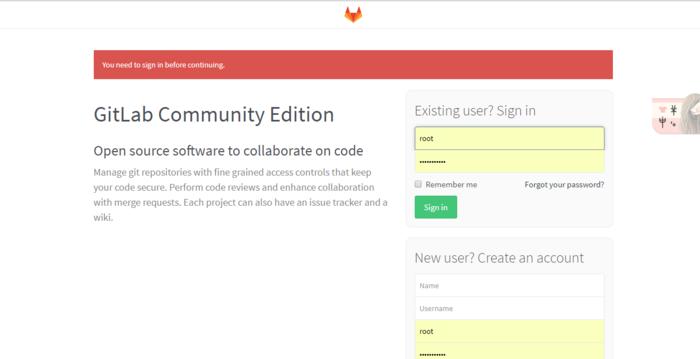 You need to sign in before continuing.
GitLab Community Edition
Open source software to collaborate on code
Manage git repositories with fine grained access controls that keep
your code secure. Perform code reviews and enhance collaboration
with merge requests. Each project can also have an issue tracker and a
wiki.
Existing user? Sign in
root
•••••••••••
Remember me
Forgot your password?
Sign in
New user? Create an account
Name
Username
root
•••••••••••